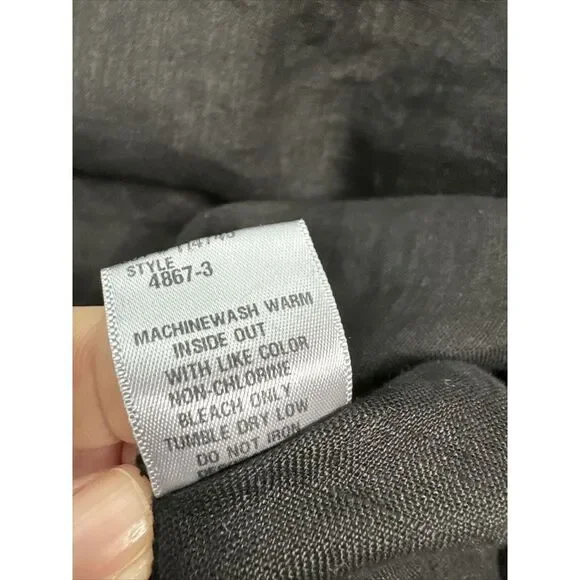 STYLE
4867-3
MACHINEWASH WARM
INSIDE OUT
WITH LIKE COLOR
NON-CHLORINE
BLEACH ONLY
TUMBLE DRY LOW
DO NOT IRON